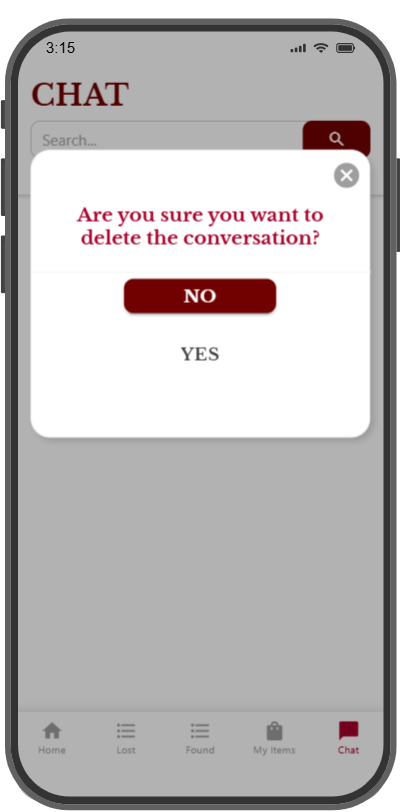 3:15
CHAT
Search...
Are you sure you want to
delete the conversation?
NO
YES
Home
Lost
Found
My Items
Chat